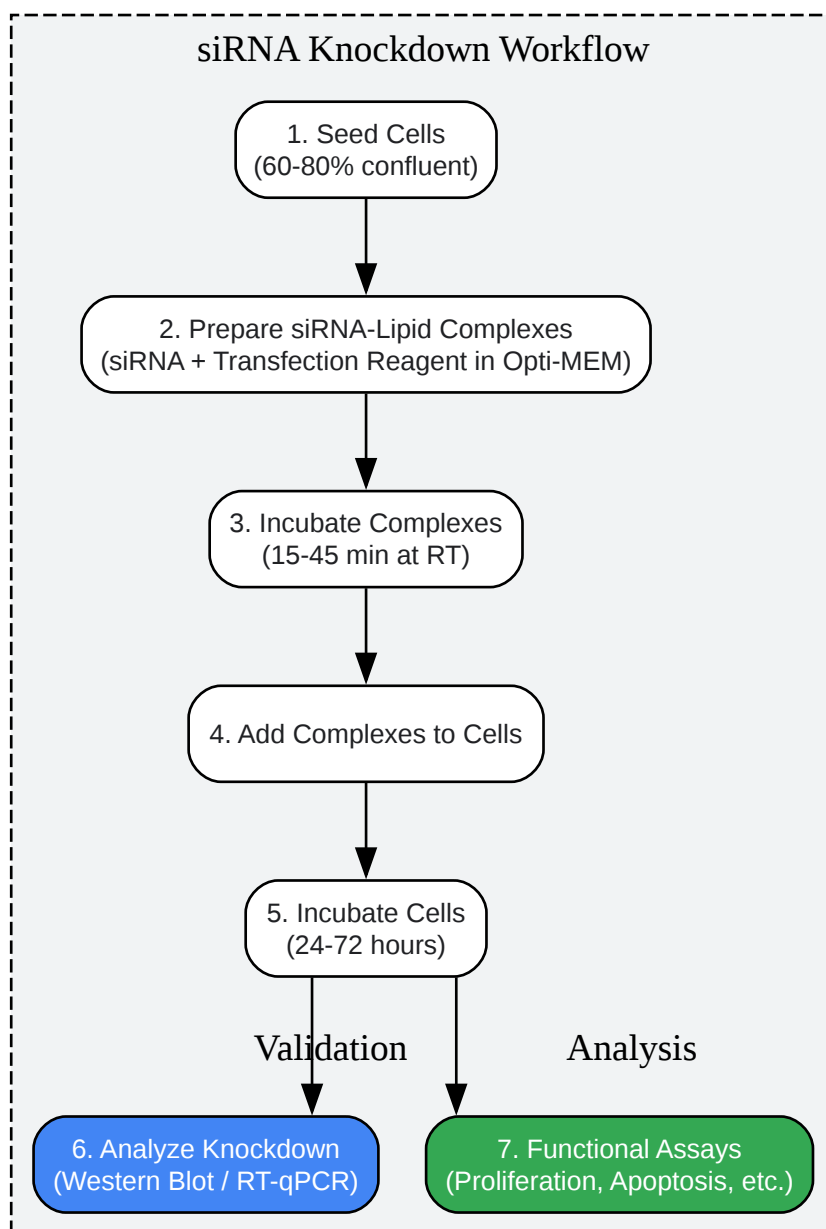 siRNA Knockdown Workflow
1. Seed Cells
(60-80% confluent)
2. Prepare siRNA-Lipid Complexes
(siRNA + Transfection Reagent in Opti-MEM)
3. Incubate Complexes
(15-45 min at RT)
4. Add Complexes to Cells
5. Incubate Cells
(24-72 hours)
Validation
Analysis
6. Analyze Knockdown
(Western Blot / RT-qPCR)
7. Functional Assays
(Proliferation, Apoptosis, etc.)